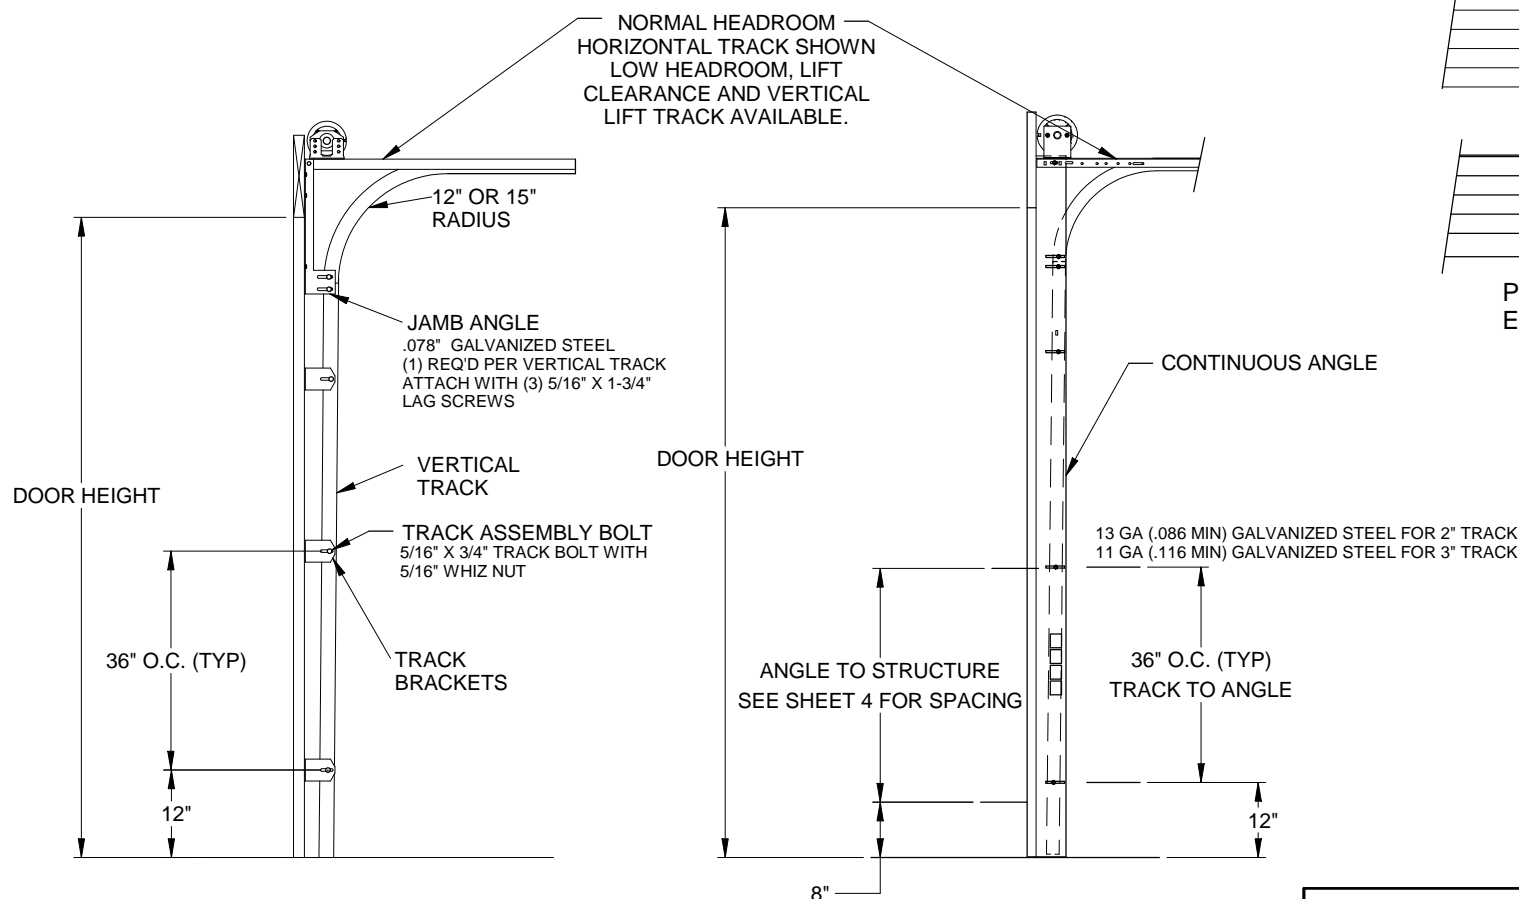 NORMAL HEADROOM
HORIZONTAL TRACK SHOWN
LOW HEADROOM, LIFT
CLEARANCE AND VERTICAL
LIFT TRACK AVAILABLE.
12" OR 15"
RADIUS
JAMB ANGLE
.078" GALVANIZED STEEL
(1) REQ'D PER VERTICAL TRACK
ATTACH WITH (3) 5/16" X 1-3/4"
LAG SCREWS
VERTICAL
TRACK
DOOR HEIGHT
TRACK ASSEMBLY BOLT
5/16" X 3/4" TRACK BOLT WITH
5/16" WHIZ NUT
36" O.C. (TYP)
TRACK
BRACKETS
12"
DOOR HEIGHT
CONTINUOUS ANGLE
13 GA (.086 MIN) GALVANIZED STEEL FOR 2" TRACK
11 GA (.116 MIN) GALVANIZED STEEL FOR 3" TRACK
ANGLE TO STRUCTURE
SEE SHEET 4 FOR SPACING
36" O.C. (TYP)
TRACK TO ANGLE
12"
8"
P
E